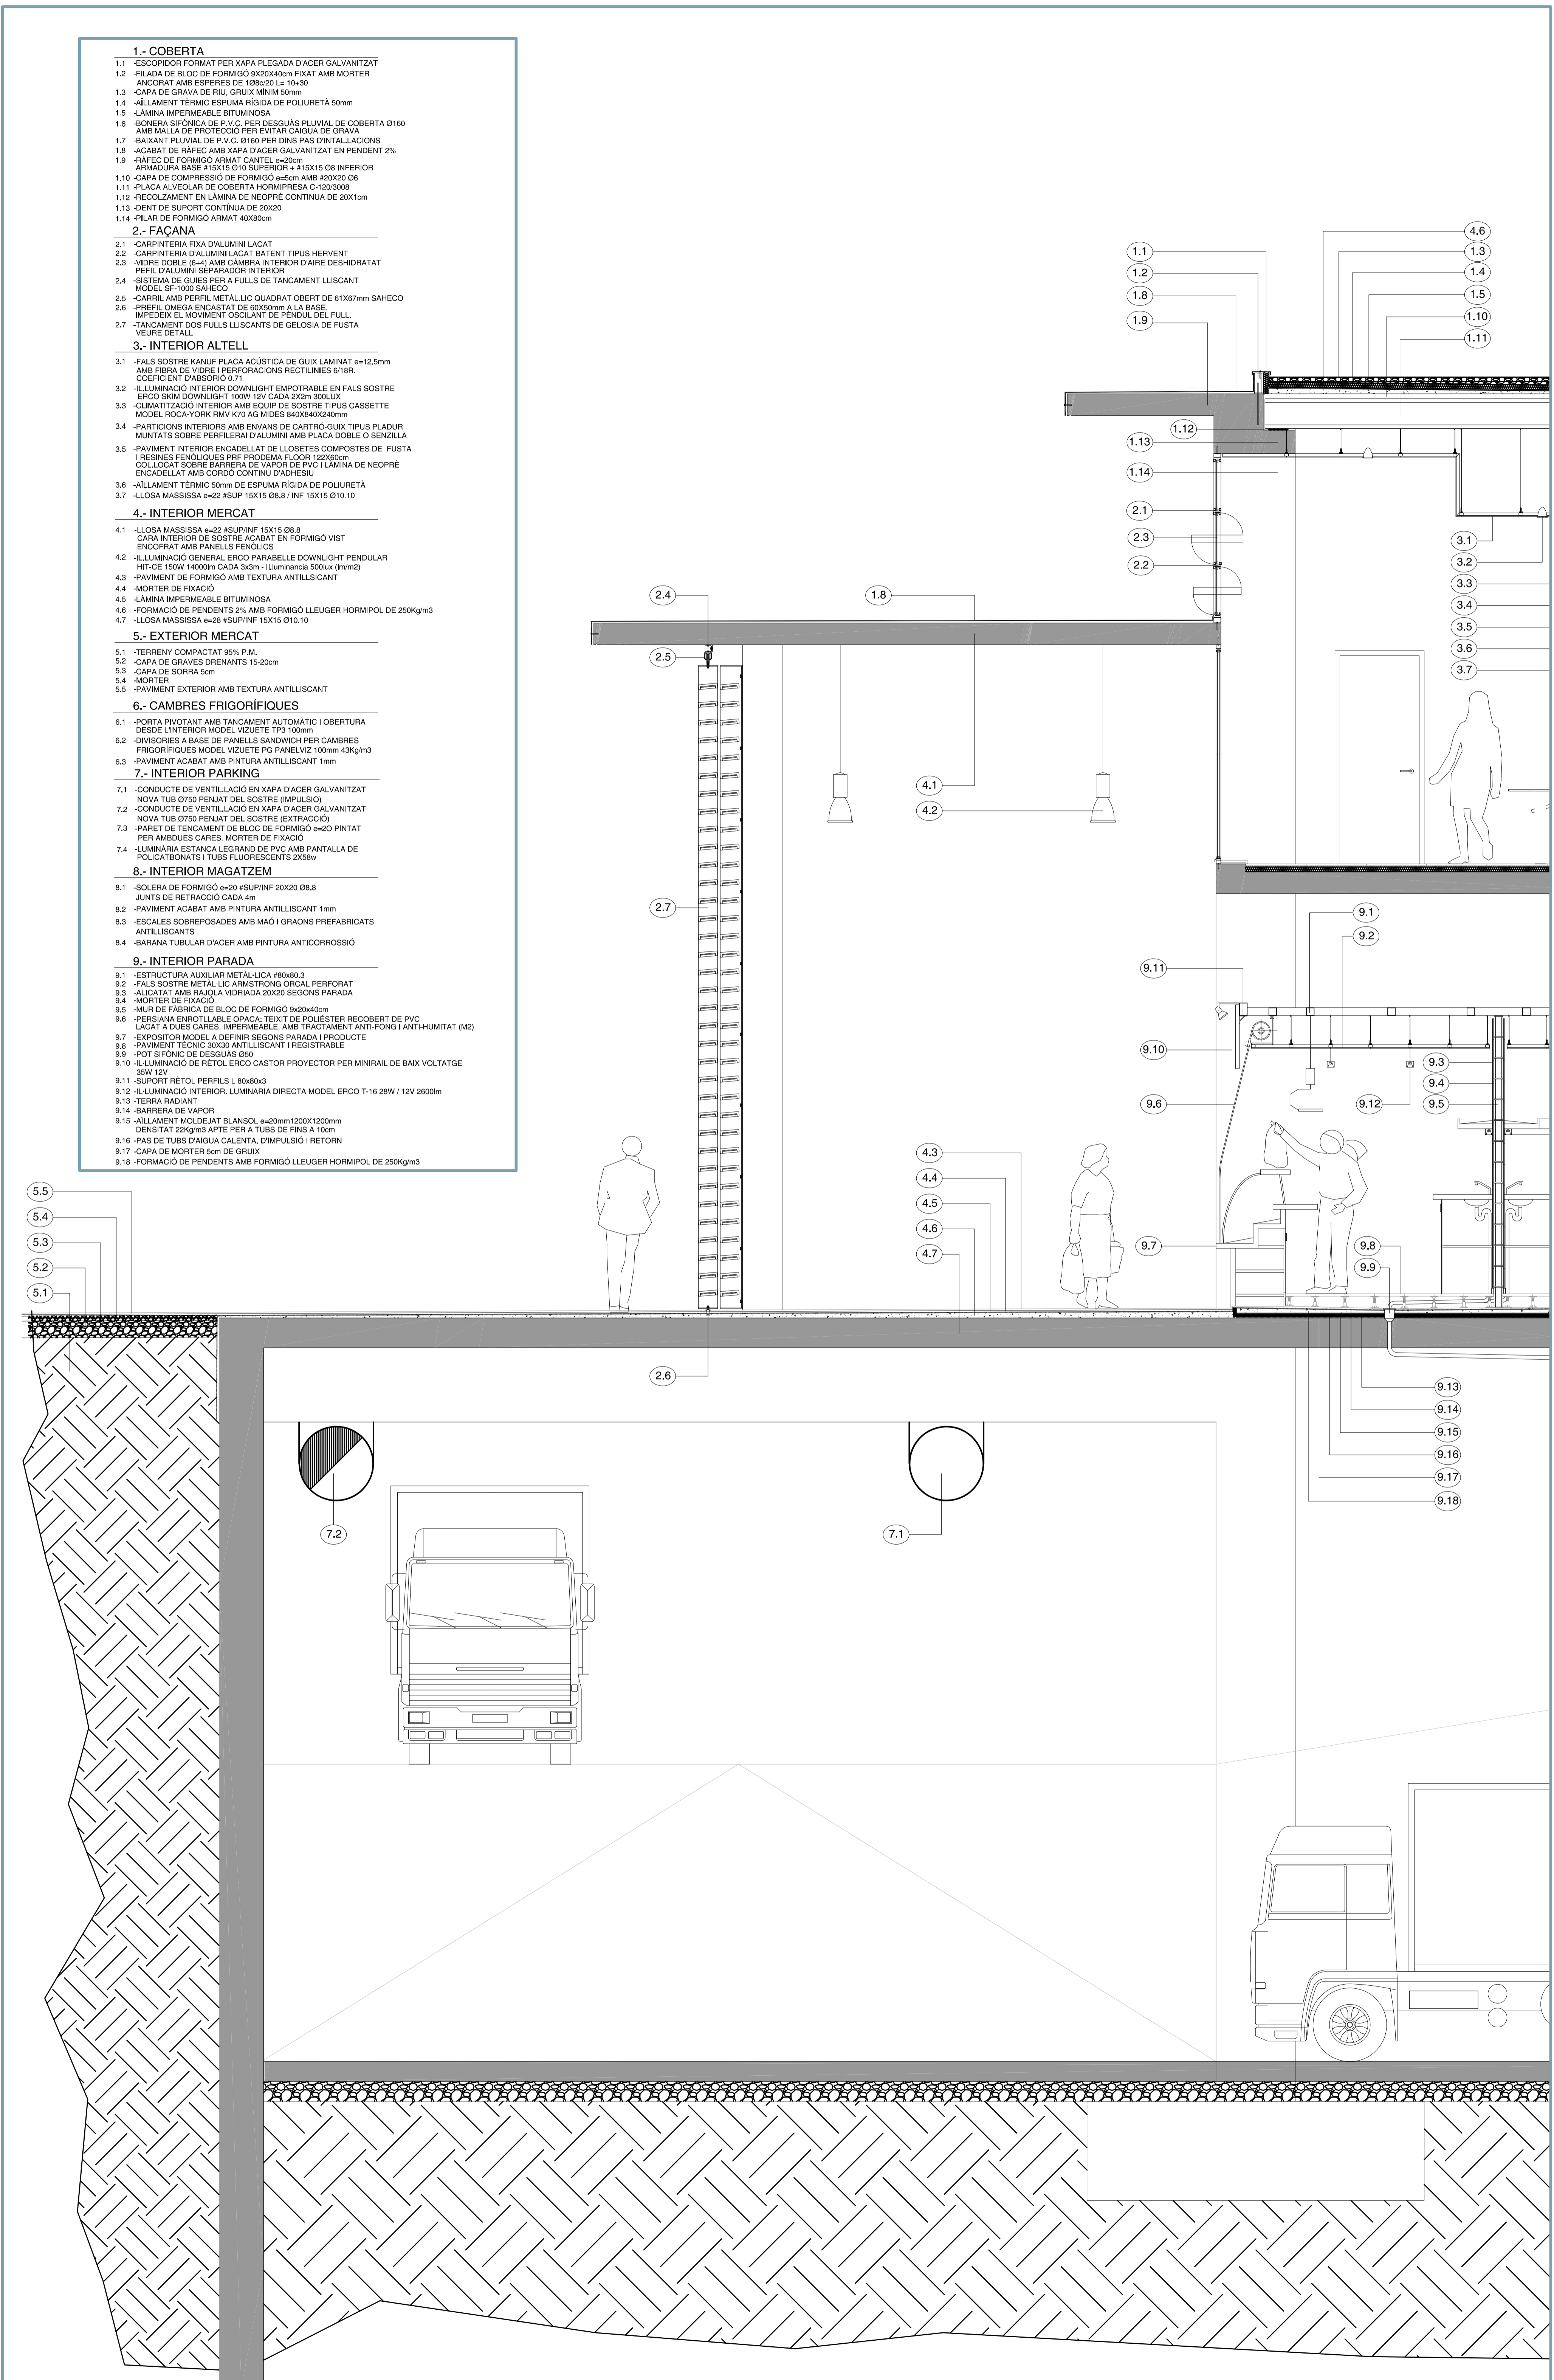 1.- COBERTA
1.1 -ESCOPIDOR FORMAT PER XAPA PLEGADA D'ACER GALVANITZAT
1.2 -FILADA DE BLOC DE FORMIGÓ 9X20X40cm FIXAT AMB MORTER
ANCORAT AMB ESPERES DE 1Ø8c/20 L= 10+30
1.3 -CAPA DE GRAVA DE RIU, GRUIX MÍNIM 50mm
1.4 -AÏLLAMENT TÈRMIC ESPUMA RÍGIDA DE POLIURETÀ 50mm
1.5 -LÀMINA IMPERMEABLE BITUMINOSA
1.6 -BONERA SIFÒNICA DE P.V.C. PER DESGUÀS PLUVIAL DE COBERTA Ø160
AMB MALLA DE PROTECCIÓ PER EVITAR CAIGUA DE GRAVA
1.7 -BAIXANT PLUVIAL DE P.V.C. Ø160 PER DINS PAS D'INTAL.LACIONS
1.8 -ACABAT DE RÀFEC AMB XAPA D'ACER GALVANITZAT EN PENDENT 2%
1.9 -RÀFEC DE FORMIGÓ ARMAT CANTEL e=20cm
ARMADURA BASE #15X15 Ø10 SUPERIOR + #15X15 Ø8 INFERIOR
1.10 -CAPA DE COMPRESSIÓ DE FORMIGÓ e=5cm AMB #20X20 Ø6
1.11 -PLACA ALVEOLAR DE COBERTA HORMIPRESA C-120/3008
1.12 -RECOLZAMENT EN LÀMINA DE NEOPRÈ CONTINUA DE 20X1cm
1.13 -DENT DE SUPORT CONTÍNUA DE 20X20
1.14 -PILAR DE FORMIGÓ ARMAT 40X80cm
2.- FAÇANA
2.1 -CARPINTERIA FIXA D'ALUMINI LACAT
2.2 -CARPINTERIA D'ALUMINI LACAT BATENT TIPUS HERVENT
2.3 -VIDRE DOBLE (6+4) AMB CÀMBRA INTERIOR D'AIRE DESHIDRATAT
PEFIL D'ALUMINI SEPARADOR INTERIOR
2.4 -SISTEMA DE GUIES PER A FULLS DE TANCAMENT LLISCANT
MODEL SF-1000 SAHECO
2.5 -CARRIL AMB PERFIL METÀL.LIC QUADRAT OBERT DE 61X67mm SAHECO
2.6 -PREFIL OMEGA ENCASTAT DE 60X50mm A LA BASE,
IMPEDEIX EL MOVIMENT OSCILANT DE PÈNDUL DEL FULL.
2.7 -TANCAMENT DOS FULLS LLISCANTS DE GELOSIA DE FUSTA
VEURE DETALL
3.- INTERIOR ALTELL
3.1 -FALS SOSTRE KANUF PLACA ACÚSTICA DE GUIX LAMINAT e=12,5mm
AMB FIBRA DE VIDRE I PERFORACIONS RECTILINIES 6/18R.
COEFICIENT D'ABSORIÓ 0,71
3.2 -IL.LUMINACIÓ INTERIOR DOWNLIGHT EMPOTRABLE EN FALS SOSTRE
ERCO SKIM DOWNLIGHT 100W 12V CADA 2X2m 300LUX
3.3 -CLIMATITZACIÓ INTERIOR AMB EQUIP DE SOSTRE TIPUS CASSETTE
MODEL ROCA-YORK RMV K70 AG MIDES 840X840X240mm
3.4 -PARTICIONS INTERIORS AMB ENVANS DE CARTRÓ-GUIX TIPUS PLADUR
MUNTATS SOBRE PERFILERAI D'ALUMINI AMB PLACA DOBLE O SENZILLA
3.5 -PAVIMENT INTERIOR ENCADELLAT DE LLOSETES COMPOSTES DE FUSTA
I RESINES FENÒLIQUES PRF PRODEMA FLOOR 122X60cm
COL.LOCAT SOBRE BARRERA DE VAPOR DE PVC I LÀMINA DE NEOPRÈ
ENCADELLAT AMB CORDÓ CONTINU D'ADHESIU
3.6 -AÏLLAMENT TÈRMIC 50mm DE ESPUMA RÍGIDA DE POLIURETÀ
3.7 -LLOSA MASSISSA e=22 #SUP 15X15 Ø8,8 / INF 15X15 Ø10.10
4.- INTERIOR MERCAT
4.1 -LLOSA MASSISSA e=22 #SUP/INF 15X15 Ø8.8
CARA INTERIOR DE SOSTRE ACABAT EN FORMIGÓ VIST
ENCOFRAT AMB PANELLS FENÒLICS
4.2 -IL.LUMINACIÓ GENERAL ERCO PARABELLE DOWNLIGHT PENDULAR
HIT-CE 150W 14000lm CADA 3x3m - ILluminancia 500lux (lm/m2)
4.3 -PAVIMENT DE FORMIGÓ AMB TEXTURA ANTILLSICANT
4.4 -MORTER DE FIXACIÓ
4.5 -LÀMINA IMPERMEABLE BITUMINOSA
4.6 -FORMACIÓ DE PENDENTS 2% AMB FORMIGÓ LLEUGER HORMIPOL DE 250Kg/m3
4.7 -LLOSA MASSISSA e=28 #SUP/INF 15X15 Ø10.10
5.- EXTERIOR MERCAT
5.1 -TERRENY COMPACTAT 95% P.M.
5.2 -CAPA DE GRAVES DRENANTS 15-20cm
5.3 -CAPA DE SORRA 5cm
5.4 -MORTER
5.5 -PAVIMENT EXTERIOR AMB TEXTURA ANTILLISCANT
6.- CAMBRES FRIGORÍFIQUES
6.1 -PORTA PIVOTANT AMB TANCAMENT AUTOMÀTIC I OBERTURA
DESDE L'INTERIOR MODEL VIZUETE TP3 100mm
6.2 -DIVISORIES A BASE DE PANELLS SANDWICH PER CAMBRES
FRIGORÍFIQUES MODEL VIZUETE PG PANELVIZ 100mm 43Kg/m3
6.3 -PAVIMENT ACABAT AMB PINTURA ANTILLISCANT 1mm
7.- INTERIOR PARKING
7.1 -CONDUCTE DE VENTIL.LACIÓ EN XAPA D'ACER GALVANITZAT
NOVA TUB Ø750 PENJAT DEL SOSTRE (IMPULSIO)
7.2 -CONDUCTE DE VENTIL.LACIÓ EN XAPA D'ACER GALVANITZAT
NOVA TUB Ø750 PENJAT DEL SOSTRE (EXTRACCIÓ)
7.3 -PARET DE TENCAMENT DE BLOC DE FORMIGÓ e=2O PINTAT
PER AMBDUES CARES. MORTER DE FIXACIÓ
7.4 -LUMINÀRIA ESTANCA LEGRAND DE PVC AMB PANTALLA DE
POLICATBONATS I TUBS FLUORESCENTS 2X58w
8.- INTERIOR MAGATZEM
8.1 -SOLERA DE FORMIGÓ e=20 #SUP/INF 20X20 Ø8,8
JUNTS DE RETRACCIÓ CADA 4m
8.2 -PAVIMENT ACABAT AMB PINTURA ANTILLISCANT 1mm
8.3 -ESCALES SOBREPOSADES AMB MAÓ I GRAONS PREFABRICATS
ANTILLISCANTS
8.4 -BARANA TUBULAR D'ACER AMB PINTURA ANTICORROSSIÓ
9.- INTERIOR PARADA
9.1 -ESTRUCTURA AUXILIAR METÀL·LICA #80x80,3
9.2 -FALS SOSTRE METÀL·LIC ARMSTRONG ORCAL PERFORAT
9.3 -ALICATAT AMB RAJOLA VIDRIADA 20X20 SEGONS PARADA
9.4 -MORTER DE FIXACIÓ
9.5 -MUR DE FÀBRICA DE BLOC DE FORMIGÓ 9x20x40cm
9.6 -PERSIANA ENROTLLABLE OPACA; TEIXIT DE POLIÉSTER RECOBERT DE PVC
LACAT A DUES CARES. IMPERMEABLE, AMB TRACTAMENT ANTI-FONG I ANTI-HUMITAT (M2)
9.7 -EXPOSITOR MODEL A DEFINIR SEGONS PARADA I PRODUCTE
9.8 -PAVIMENT TÈCNIC 30X30 ANTILLISCANT I REGISTRABLE
9.9 -POT SIFÒNIC DE DESGUÀS Ø50
9.10 -IL·LUMINACIÓ DE RÈTOL ERCO CASTOR PROYECTOR PER MINIRAIL DE BAIX VOLTATGE
35W 12V
9.11 -SUPORT RÈTOL PERFILS L 80x80x3
9.12 -IL·LUMINACIÓ INTERIOR. LUMINARIA DIRECTA MODEL ERCO T-16 28W / 12V 2600lm
9.13 -TERRA RADIANT
9.14 -BARRERA DE VAPOR
9.15 -AÏLLAMENT MOLDEJAT BLANSOL e=20mm1200X1200mm
DENSITAT 22Kg/m3 APTE PER A TUBS DE FINS A 10cm
9.16 -PAS DE TUBS D'AIGUA CALENTA, D'IMPULSIÓ I RETORN
9.17 -CAPA DE MORTER 5cm DE GRUIX
9.18 -FORMACIÓ DE PENDENTS AMB FORMIGÓ LLEUGER HORMIPOL DE 250Kg/m3
1.1
1.2
1.8
1.9
4.6
1.3
1.4
1.5
1.10
1.11
1.12
1.13
1.14
2.1
2.3
2.2
3.1
3.2
3.3
3.4
3.5
3.6
3.7
2.4
1.8
2.5
4.1
4.2
2.7
9.1
9.2
9.11
9.10
9.3
9.4
9.5
9.6
9.12
4.3
4.4
4.5
4.6
4.7
9.7
9.8
9.9
5.5
5.4
5.3
5.2
5.1
2.6
9.13
9.14
9.15
9.16
9.17
9.18
7.2
7.1